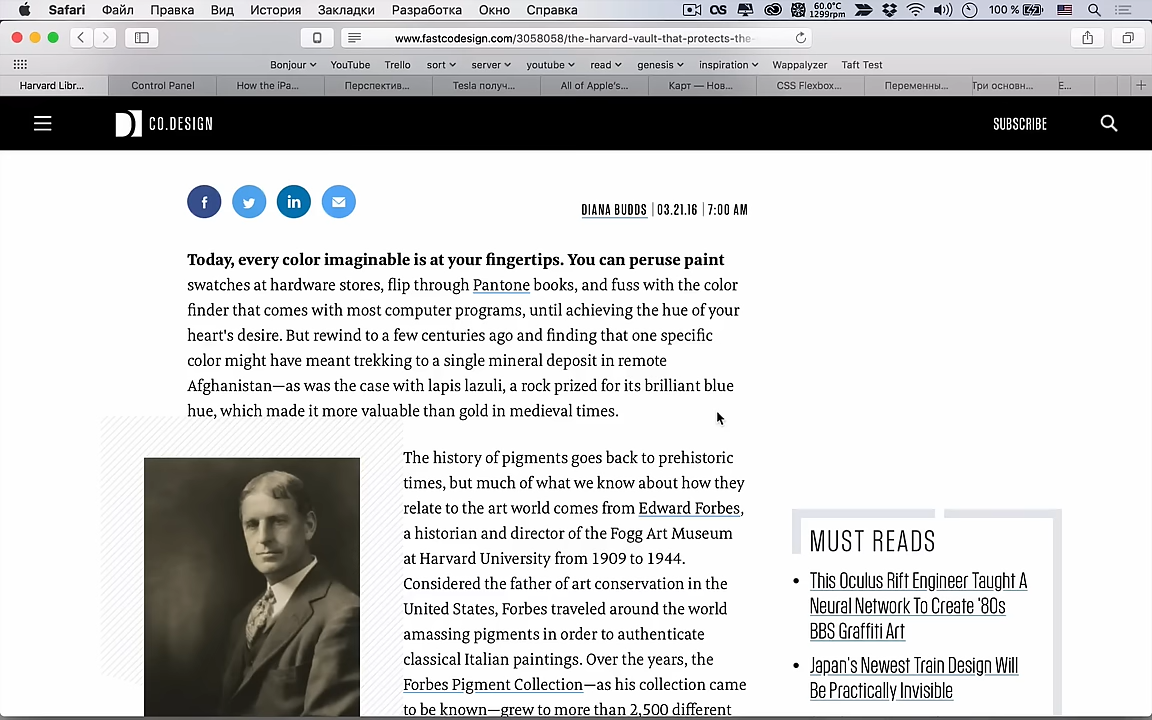 Safari Файл Правка Вид История Закладки Разработка Окно Справка OS 60.0°C 1299rpm 100 %
www.fastcodesign.com/3058058/the-harvard-vault-that-protects-the-
Bonjour YouTube Trello sort server youtube read genesis inspiration Wappalyzer Taft Test
Harvard Libr... Control Panel How the iPa... Перспектив... Tesla получ... All of Apple's... Карт — Нов... CSS Flexbox... Переменны... Три основн... E...
CO.DESIGN SUBSCRIBE
f in DIANA BUDDS | 03.21.16 | 7:00 AM
Today, every color imaginable is at your fingertips. You can peruse paint
swatches at hardware stores, flip through Pantone books, and fuss with the color
finder that comes with most computer programs, until achieving the hue of your
heart's desire. But rewind to a few centuries ago and finding that one specific
color might have meant trekking to a single mineral deposit in remote
Afghanistan—as was the case with lapis lazuli, a rock prized for its brilliant blue
hue, which made it more valuable than gold in medieval times.
The history of pigments goes back to prehistoric
times, but much of what we know about how they
relate to the art world comes from Edward Forbes,
a historian and director of the Fogg Art Museum
at Harvard University from 1909 to 1944.
Considered the father of art conservation in the
United States, Forbes traveled around the world
amassing pigments in order to authenticate
classical Italian paintings. Over the years, the
Forbes Pigment Collection—as his collection came
to be known—grew to more than 2,500 different
MUST READS
• This Oculus Rift Engineer Taught A
Neural Network To Create '80s
BBS Graffiti Art
• Japan's Newest Train Design Will
Be Practically Invisible